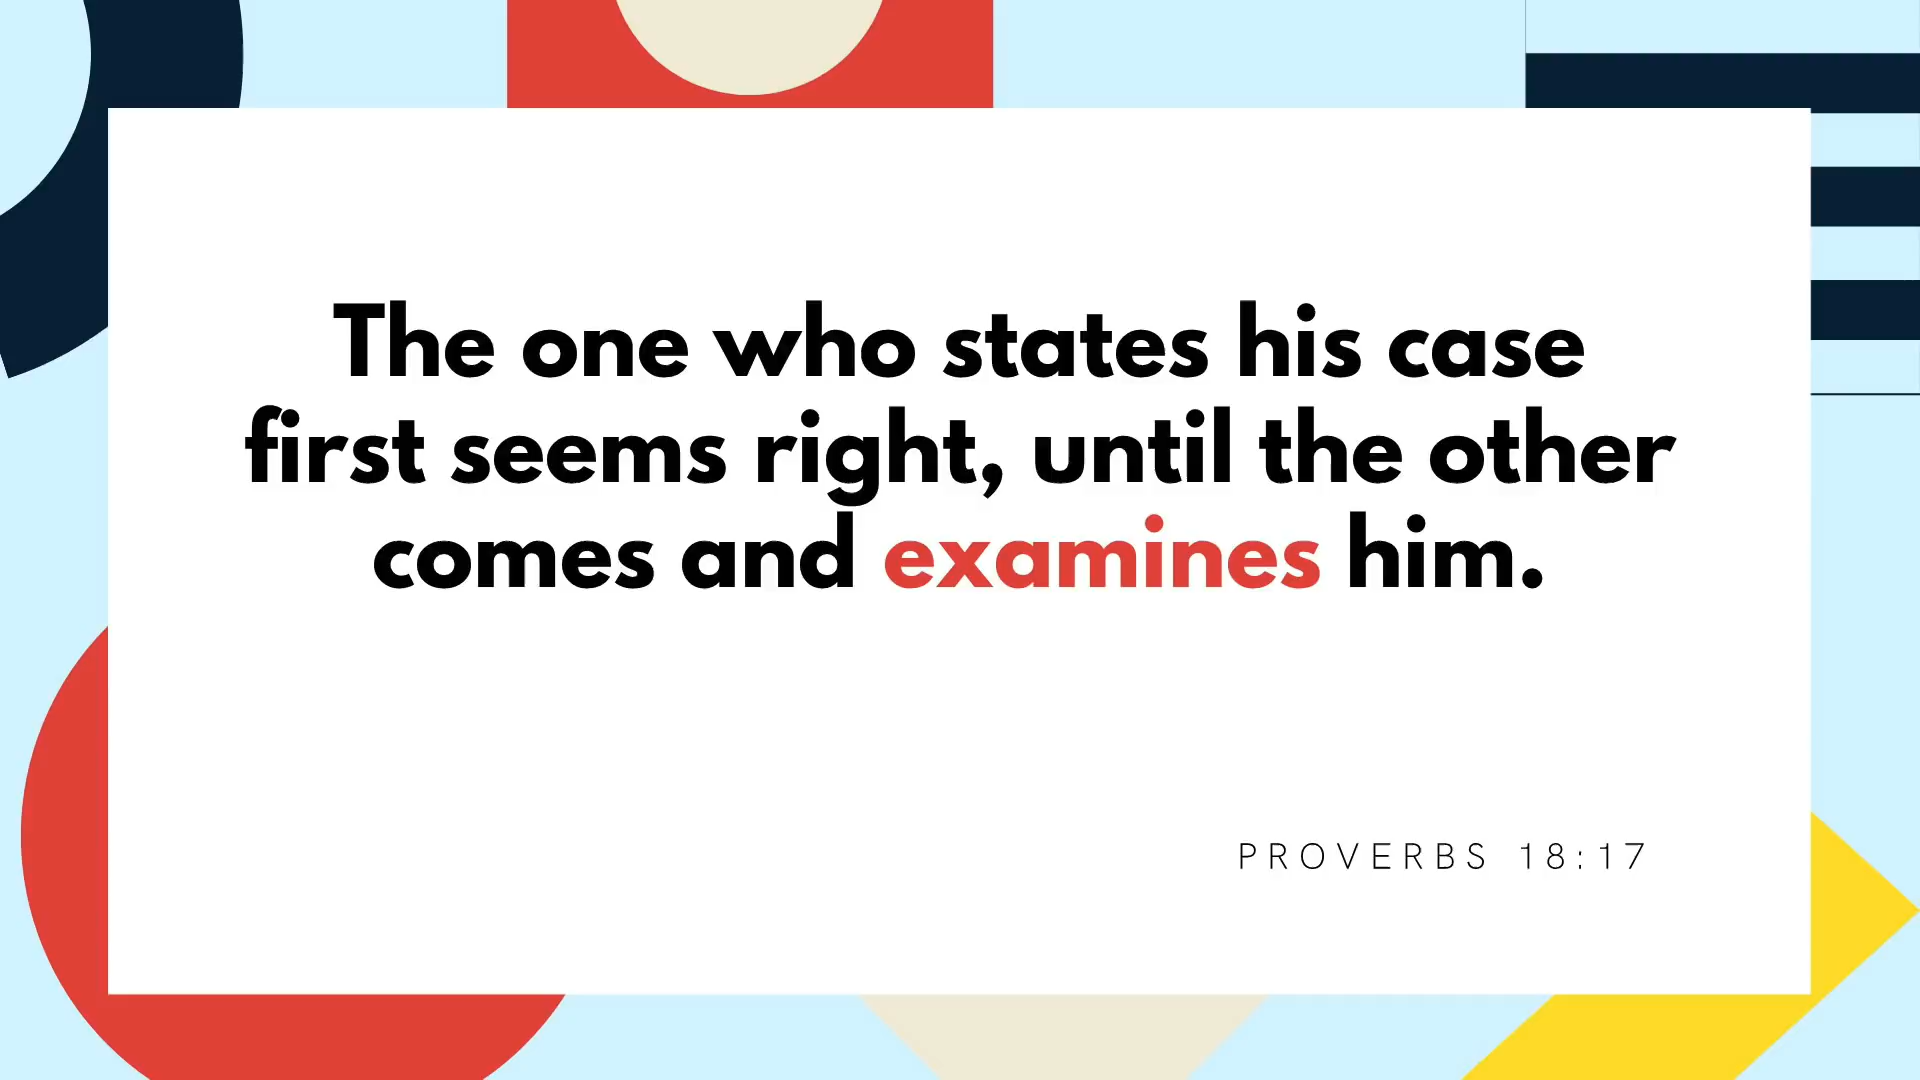 The one who states his case
first seems right, until the other
comes and examines him.
PROVERBS 18:17